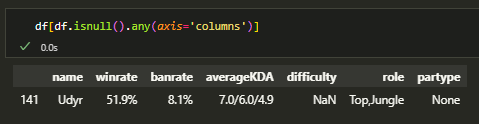 df[df.isnull().any(axis='columns')]
0.0s
name winrate banrate averageKDA difficulty role partype
141 Udyr 51.9% 8.1% 7.0/6.0/4.9 NaN Top,Jungle None